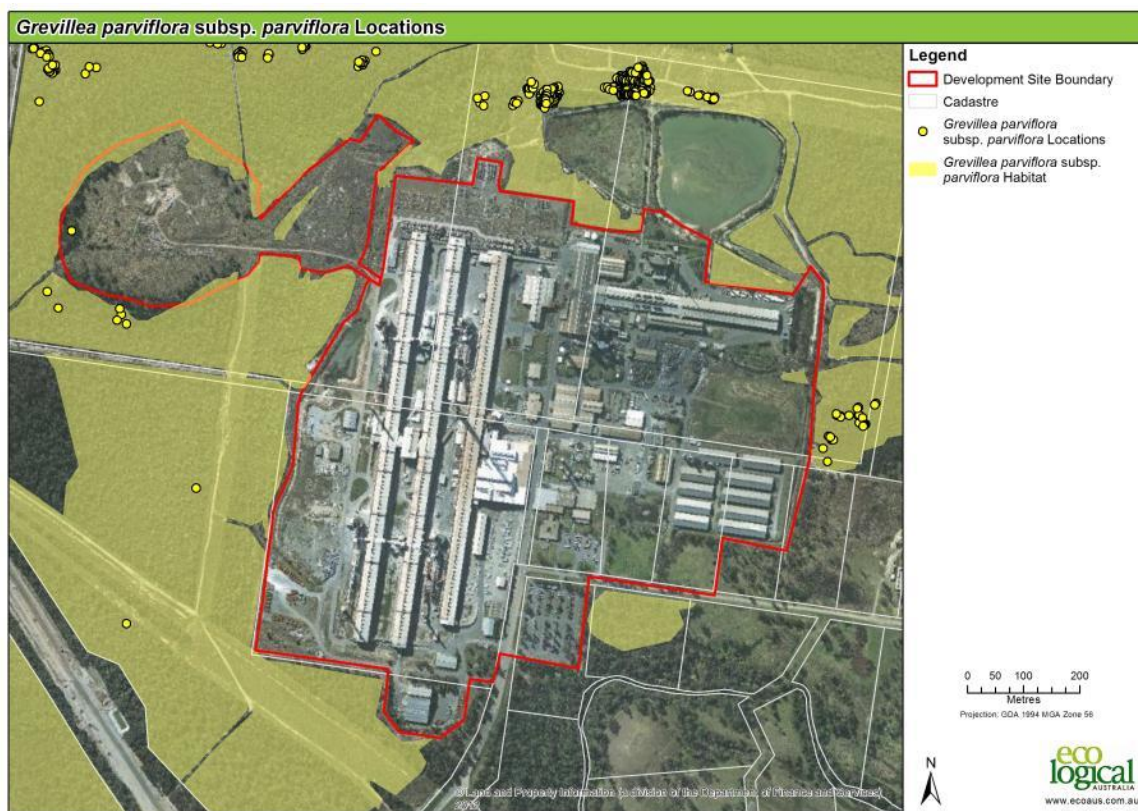 Grevillea parviflora subsp. parviflora Locations
Legend
Development Site Boundary
Cadastre
Grevillea parviflora
subsp. parviflora Locations
Grevillea parviflora subsp.
parviflora Habitat
0 50 100 200
Metres
Projection: GDA 1994 MGA Zone 56
N
eco
logical
AUSTRALIA
www.ecoaus.com.au
© Land and Property Information (a division of the Department of Finance and Services)
2012